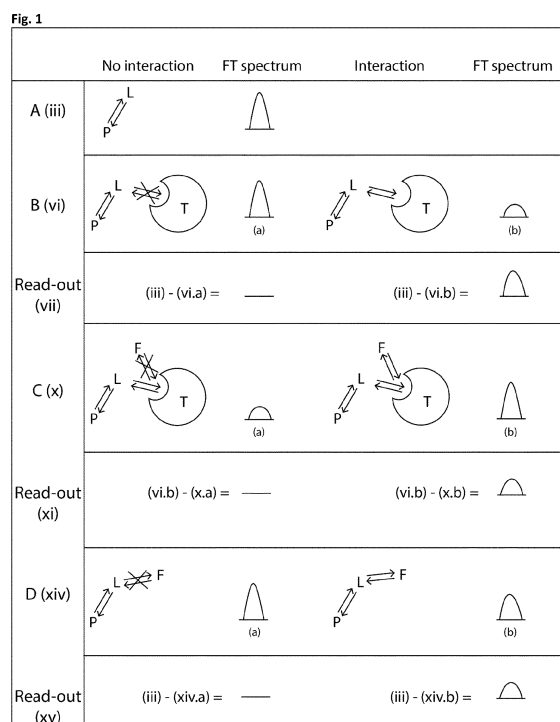 Fig. 1
No interaction FT spectrum Interaction FT spectrum
A (iii)
L
P
B (vi)
L
P
T
(a)
L
P
T
(b)
Read-out
(vii)
(iii) - (vi.a) =
(iii) - (vi.b) =
C (x)
F
L
P
T
(a)
F
L
P
T
(b)
Read-out
(xi)
(vi.b) - (x.a) =
(vi.b) - (x.b) =
D (xiv)
L
F
P
(a)
L
F
P
(b)
Read-out
(xv)
(iii) - (xiv.a) =
(iii) - (xiv.b) =